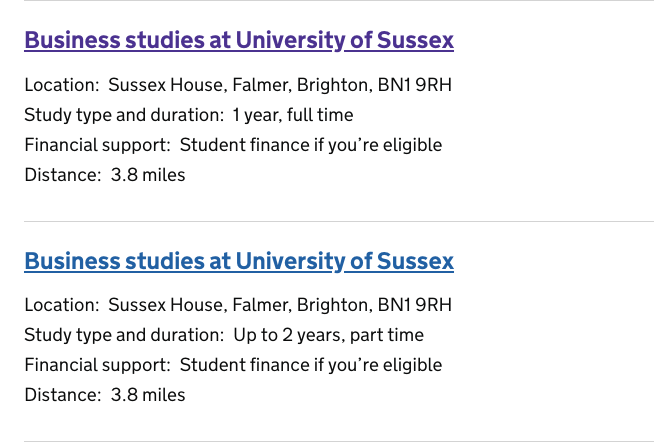 Business studies at University of Sussex
Location: Sussex House, Falmer, Brighton, BN1 9RH
Study type and duration: 1 year, full time
Financial support: Student finance if you’re eligible
Distance: 3.8 miles
Business studies at University of Sussex
Location: Sussex House, Falmer, Brighton, BN1 9RH
Study type and duration: Up to 2 years, part time
Financial support: Student finance if you’re eligible
Distance: 3.8 miles